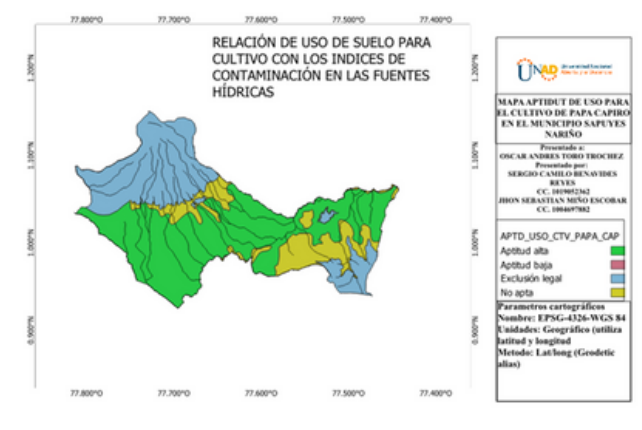 77.800°O 77.700°O 77.600°O 77.500°O 77.400°O
RELACIÓN DE USO DE SUELO PARA
CULTIVO CON LOS INDICES DE
CONTAMINACIÓN EN LAS FUENTES
HÍDRICAS
1.200°N 1.200°N
1.100°N 1.100°N
1.000°N 1.000°N
0.900°N 0.900°N
77.800°O 77.700°O 77.600°O 77.500°O 77.400°O
UNAD Universidad Nacional
Abierta y a Distancia
MAPA APTIDUT DE USO PARA
EL CULTIVO DE PAPA CAPIRO
EN EL MUNICIPIO SAPUYES
NARIÑO
Presentado a:
OSCAR ANDRES TORO TROCHEZ
Presentado por:
SERGIO CAMILO BENAVIDES
REYES
CC. 1019052362
JHON SEBASTIAN MIÑO ESCOBAR
CC. 1004697882
APTD_USO_CTV_PAPA_CAP
Aptitud alta
Aptitud baja
Exclusión legal
No apta
Parametros cartográficos
Nombre: EPSG-4326-WGS 84
Unidades: Geográfico (utiliza
latitud y longitud
Metodo: Lat/long (Geodetic
alias)